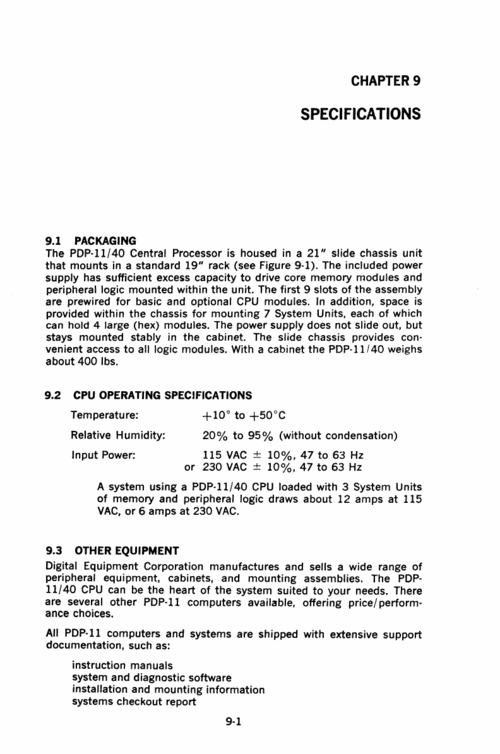 CHAPTER 9
SPECIFICATIONS
9.1 PACKAGING
The PDP-11/40 Central Processor is housed in a 21" slide chassis unit
that mounts in a standard 19" rack (see Figure 9-1). The included power
supply has sufficient excess capacity to drive core memory modules and
peripheral logic mounted within the unit. The first 9 slots of the assembly
are prewired for basic and optional CPU modules. In addition, space is
provided within the chassis for mounting 7 System Units, each of which
can hold 4 large (hex) modules. The power supply does not slide out, but
stays mounted stably in the cabinet. The slide chassis provides con-
venient access to all logic modules. With a cabinet the PDP-11/40 weighs
about 400 lbs.
9.2 CPU OPERATING SPECIFICATIONS
Temperature: +10° to +50°C
Relative Humidity: 20% to 95% (without condensation)
Input Power: 115 VAC ± 10%, 47 to 63 Hz
or 230 VAC ± 10%, 47 to 63 Hz
A system using a PDP-11/40 CPU loaded with 3 System Units
of memory and peripheral logic draws about 12 amps at 115
VAC, or 6 amps at 230 VAC.
9.3 OTHER EQUIPMENT
Digital Equipment Corporation manufactures and sells a wide range of
peripheral equipment, cabinets, and mounting assemblies. The PDP-
11/40 CPU can be the heart of the system suited to your needs. There
are several other PDP-11 computers available, offering price/perform-
ance choices.
All PDP-11 computers and systems are shipped with extensive support
documentation, such as:
instruction manuals
system and diagnostic software
installation and mounting information
systems checkout report
9-1